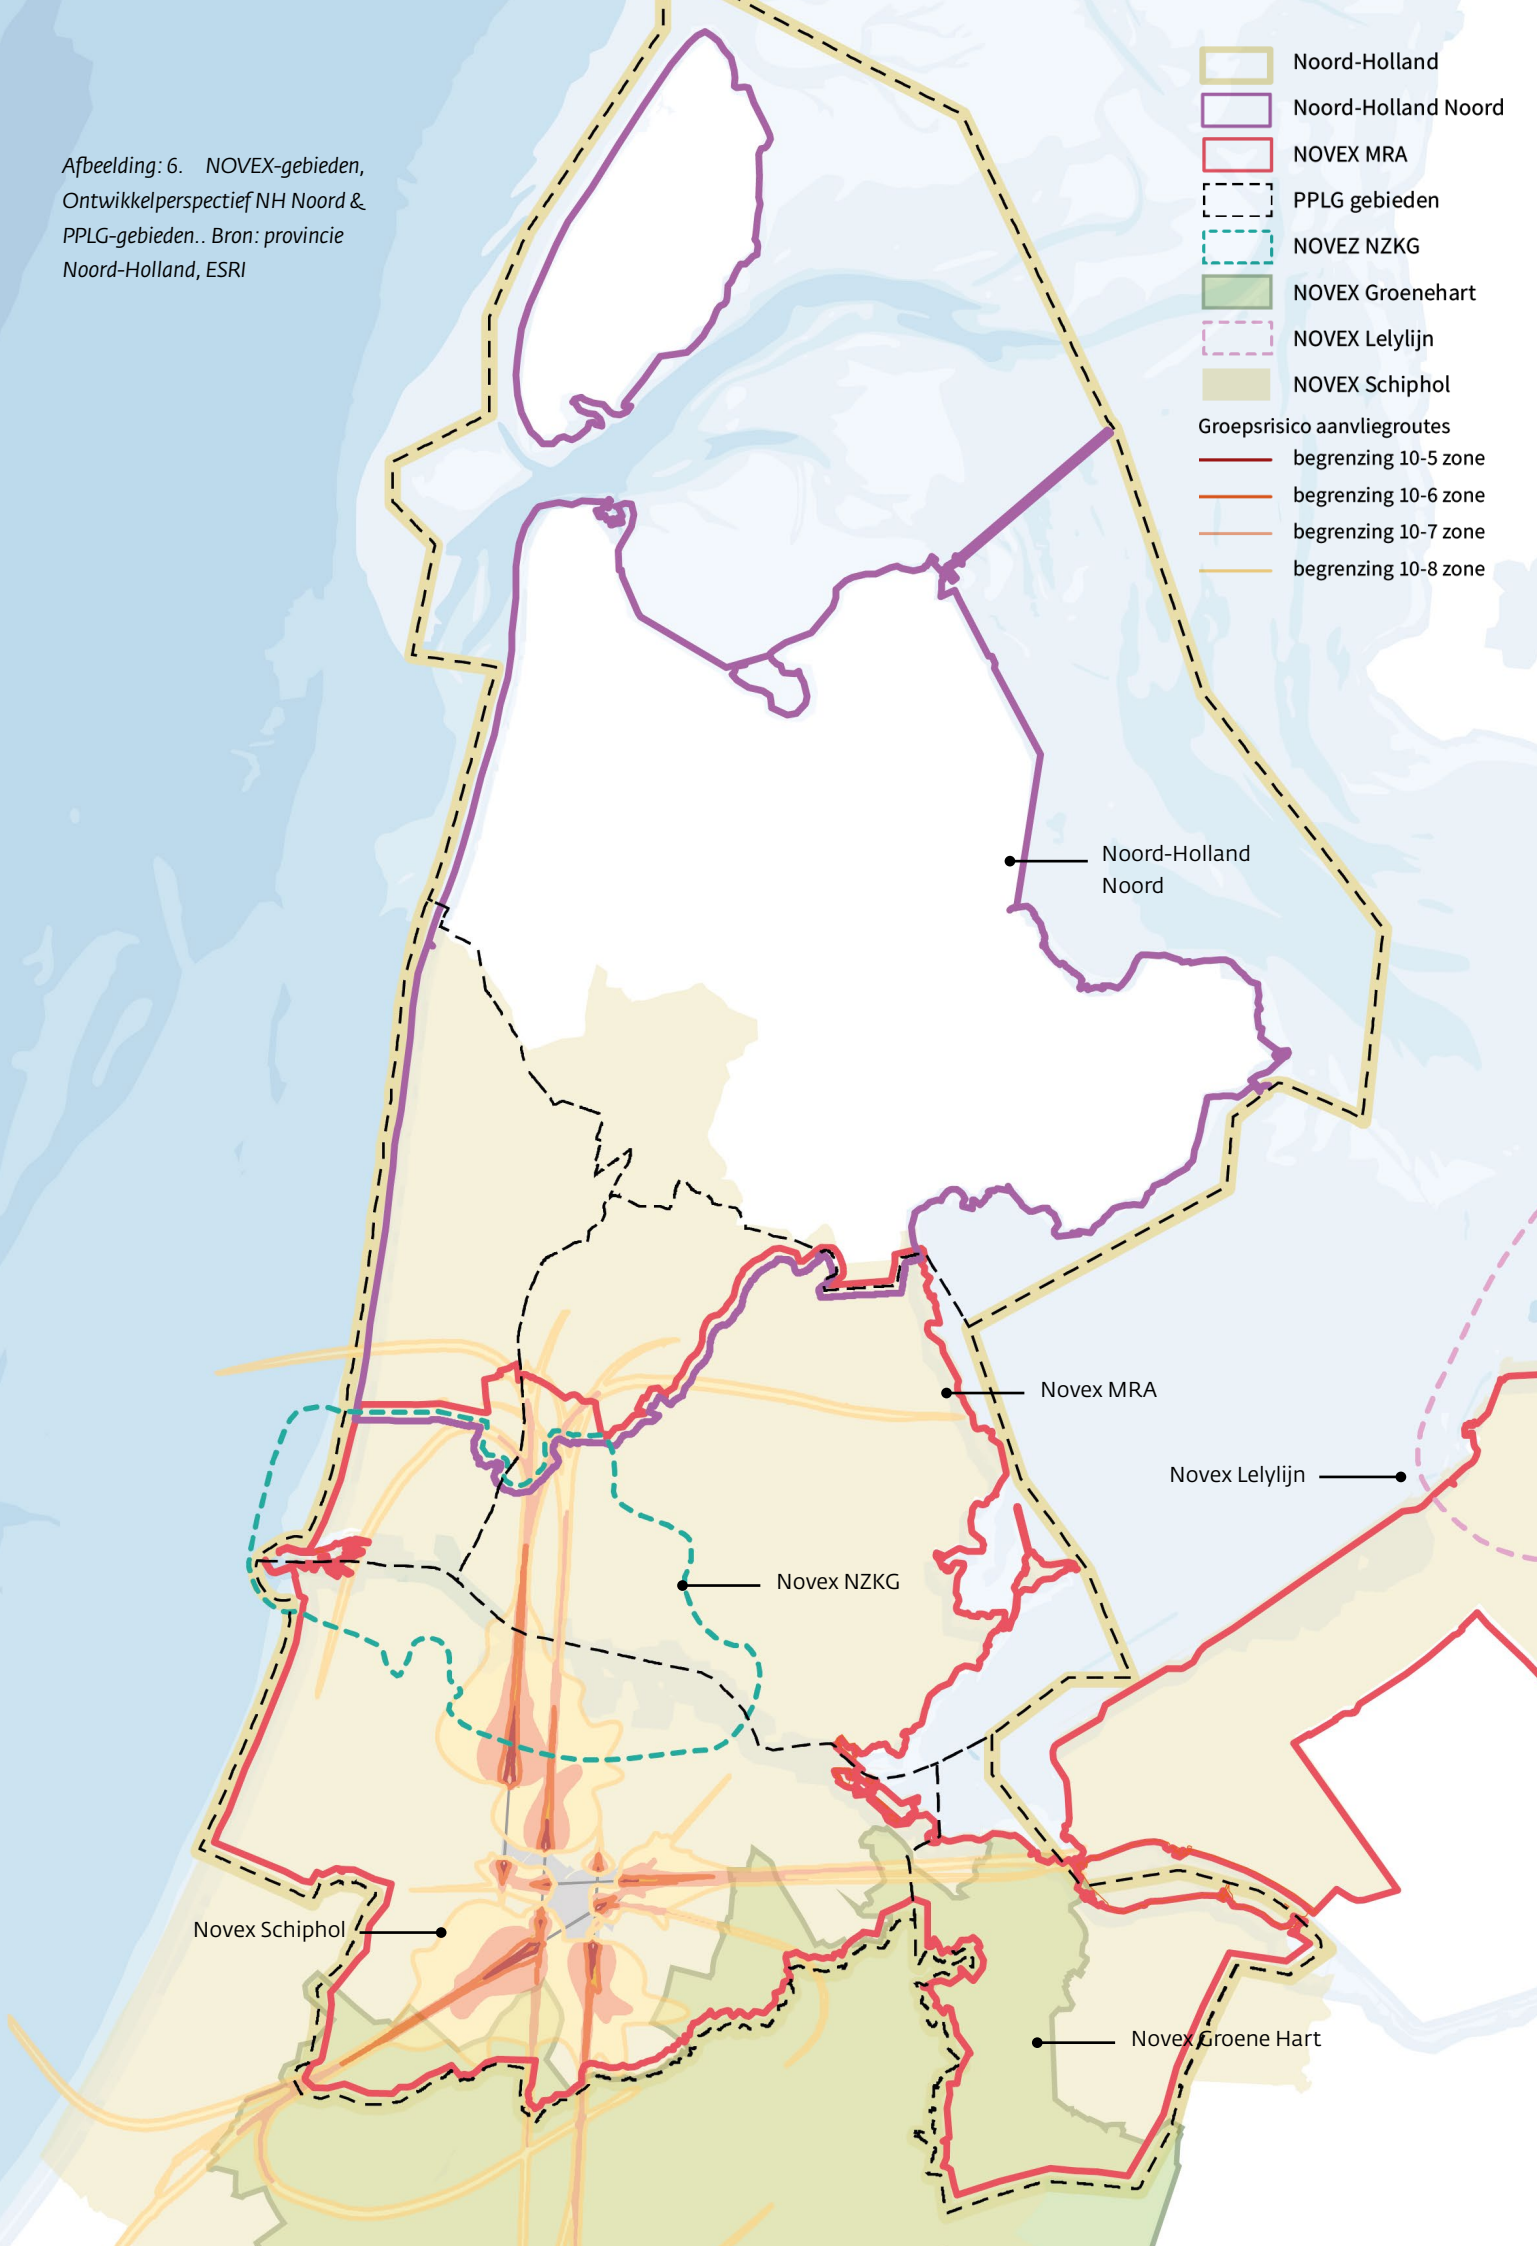 Afbeelding: 6. NOVEX-gebieden,
Ontwikkelperspectief NH Noord &
PPLG-gebieden.. Bron: provincie
Noord-Holland, ESRI
Noord-Holland
Noord-Holland Noord
NOVEX MRA
PPLG gebieden
NOVEZ NZKG
NOVEX Groenehart
NOVEX Lelylijn
NOVEX Schiphol
Groepsrisico aanvliegroutes
begrenzing 10-5 zone
begrenzing 10-6 zone
begrenzing 10-7 zone
begrenzing 10-8 zone
Noord-Holland
Noord
Novex MRA
Novex Lelylijn
Novex NZKG
Novex Schiphol
Novex Groene Hart